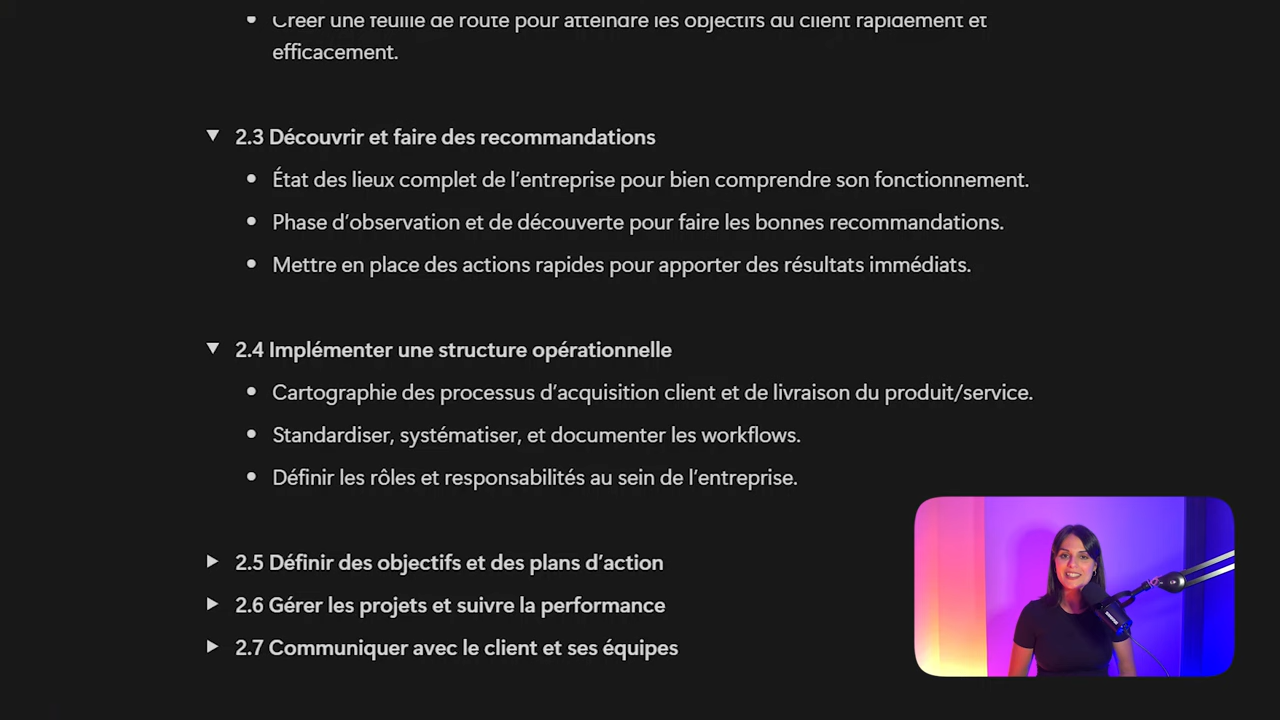 Créer une feuille de route pour atteindre les objectifs du client rapidement et
efficacement.
2.3 Découvrir et faire des recommandations
État des lieux complet de l’entreprise pour bien comprendre son fonctionnement.
Phase d’observation et de découverte pour faire les bonnes recommandations.
Mettre en place des actions rapides pour apporter des résultats immédiats.
2.4 Implémenter une structure opérationnelle
Cartographie des processus d’acquisition client et de livraison du produit/service.
Standardiser, systématiser, et documenter les workflows.
Définir les rôles et responsabilités au sein de l’entreprise.
2.5 Définir des objectifs et des plans d’action
2.6 Gérer les projets et suivre la performance
2.7 Communiquer avec le client et ses équipes